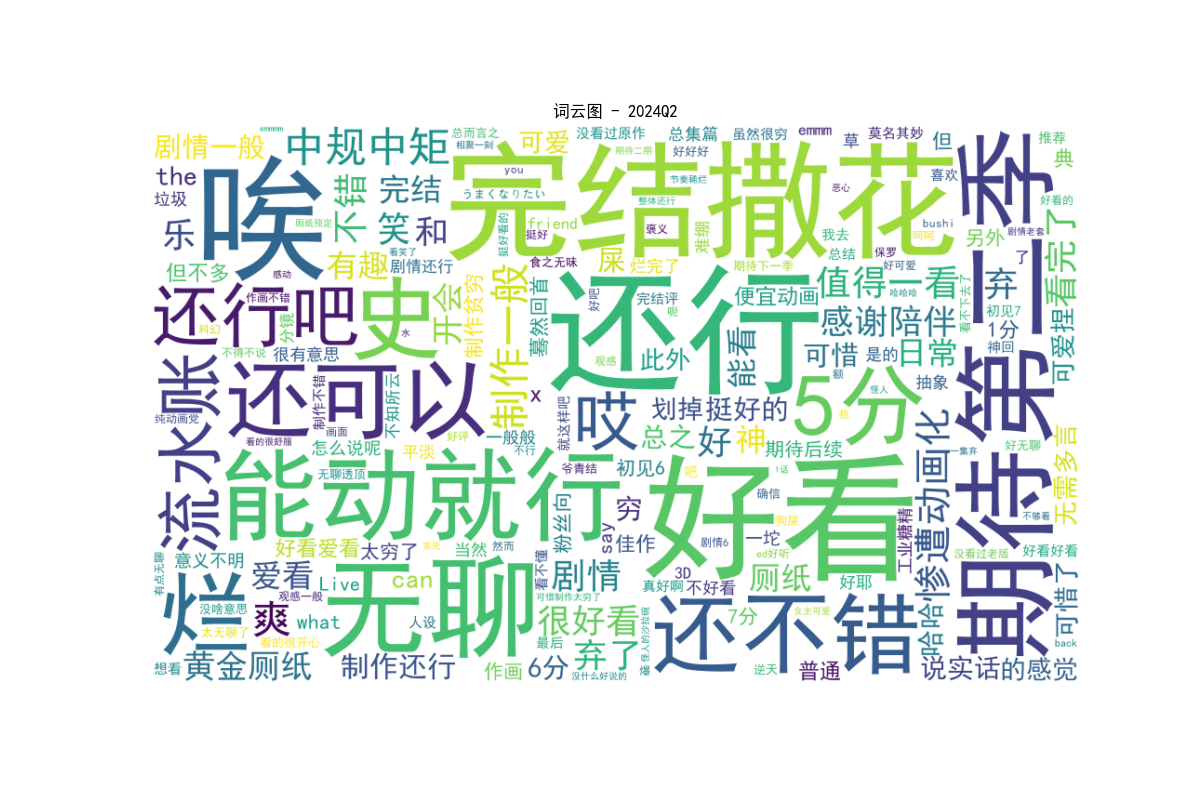 词云图 - 2024Q2
emmmm
总而言之
没看过原作
总集篇
虽然很穷
emmm
草
莫名其妙
但
推荐
剧情一般
中规中矩
相聚一刻
可爱
期待二期
好好好
典
the
唉
不错
完结
完结撒花
you
节奏稀烂
恶心
喜欢
期待第二季
垃圾
うまくなりたい
整体还行
好看的
乐
厕纸预定
笑
和
挺好看的
friend
挺好
褒义
难绷
我去
bushi
剧情老套
另外
可爱捏看完了
看笑了
总结
呵呵
了
但不多
感动
有趣
剧情还行
食之无味
屎
烂完了
期待下一季
保罗
好可爱
还行吧
作画不错
史
开会
制作贫穷
制作一般
蓦然回首
还行
好吧
完结评
愿
便宜动画
值得一看
哈哈哈
看不下去了
弃
科幻
分镜
水
感谢陪伴
初见7
1分
不得不说
很有意思
观感
此外
能看
可惜
是的
日常
神回
流水账
还可以
制作不错
不知所云
x
5分
额
怪人
抽象
纯动画党
画面
看的很舒服
好评
一般般
不行
就这样吧
哎
划掉挺好的
我
惨遭动画化
怎么说呢
平淡
总之
好
神
期待后续
好无聊
一集弃
无需多言
能动就行
无聊透顶
爷青结
初见6
吧
1话
好看
确信
不够看
粉丝向
穷
say
佳作
狗屎
剧情6
一坨
工业糖精
有点无聊
意义不明
好看爱看
太穷了
笑死
当然
然而
看不懂
ed好听
没看过老版
好看好看
烂
爱看
Live
无聊
can
剧情
3D
真好啊
不好看
厕纸
好耶
可惜了
没啥意思
观感一般
爽
what
人设
可惜制作太穷了
很好看
怪人的沙拉碗
还不错
7分
女主可爱
哈哈
太无聊了
看的很开心
最后
back
想看
黄金厕纸
制作还行
作画
6分
弃了
没什么好说的
逆天
普通
说实话的感觉